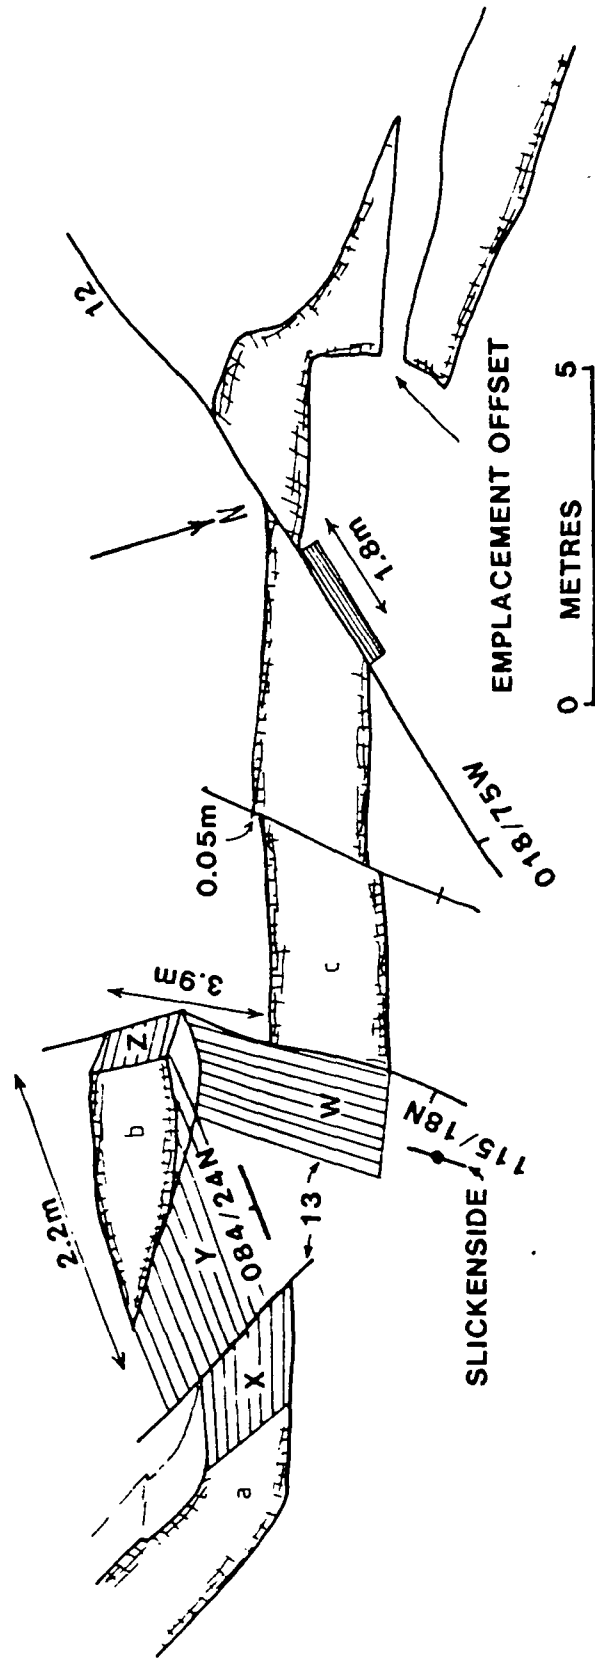 12
N
1.8m
018/75W
0.05m
c
3.9m
Z
b
W
115/18N
SLICKENSIDE
2.2m
Y
084/24N
13
X
a
EMPLACEMENT OFFSET
0 METRES 5